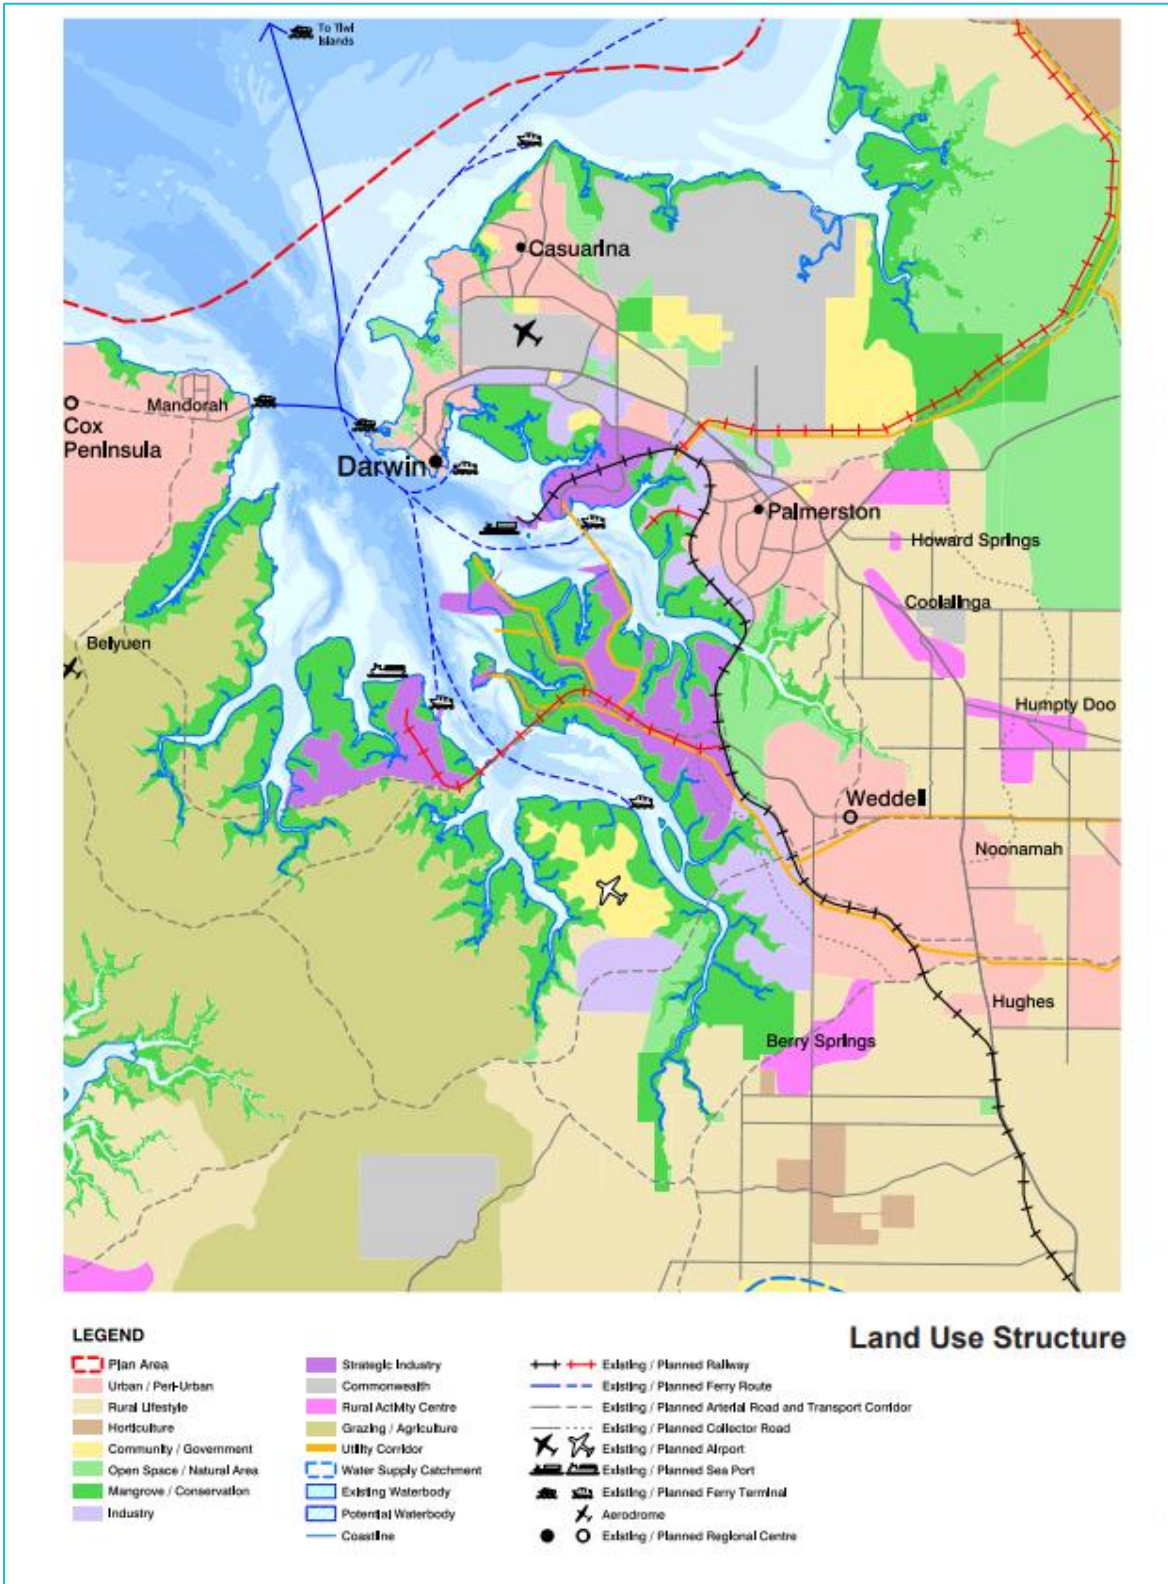 To Tiwi
Islands
Casuarina
Mandorah
Cox
Peninsula
Darwin
Palmerston
Howard Springs
Coolalinga
Belyuen
Humpty Doo
Weddell
Noonamah
Hughes
Berry Springs
Land Use Structure
LEGEND
Plan Area
Urban / Peri-Urban
Rural Lifestyle
Horticulture
Community / Government
Open Space / Natural Area
Mangrove / Conservation
Industry
Strategic Industry
Commonwealth
Rural Activity Centre
Grazing / Agriculture
Utility Corridor
Water Supply Catchment
Existing Waterbody
Potential Waterbody
Coastline
Existing / Planned Railway
Existing / Planned Ferry Route
Existing / Planned Arterial Road and Transport Corridor
Existing / Planned Collector Road
Existing / Planned Airport
Existing / Planned Sea Port
Existing / Planned Ferry Terminal
Aerodrome
Existing / Planned Regional Centre